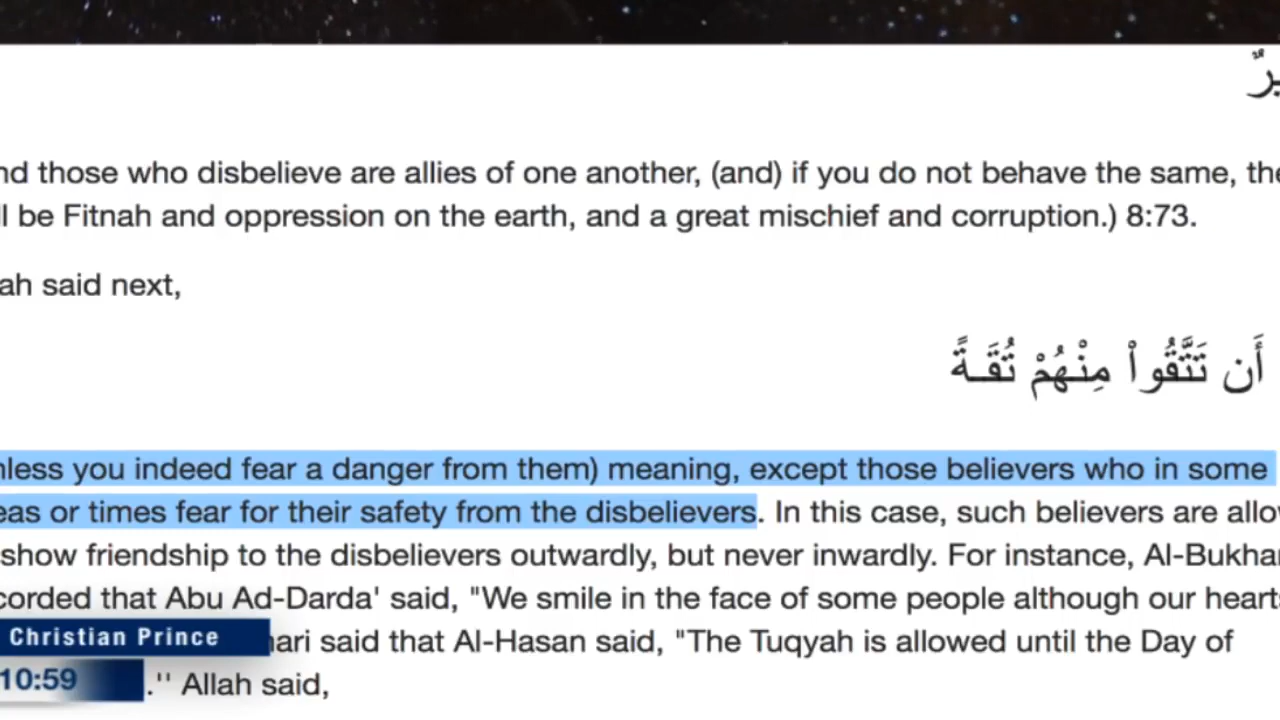 nd those who disbelieve are allies of one another, (and) if you do not behave the same, the
ll be Fitnah and oppression on the earth, and a great mischief and corruption.) 8:73.
ah said next,
أَن تَتَّقُواْ مِنْهُمْ تُقَـةً
nless you indeed fear a danger from them) meaning, except those believers who in some
eas or times fear for their safety from the disbelievers. In this case, such believers are allow
show friendship to the disbelievers outwardly, but never inwardly. For instance, Al-Bukhar
corded that Abu Ad-Darda' said, "We smile in the face of some people although our hearts
Christian Prince
ari said that Al-Hasan said, "The Tuqyah is allowed until the Day of
10:59
.'' Allah said,